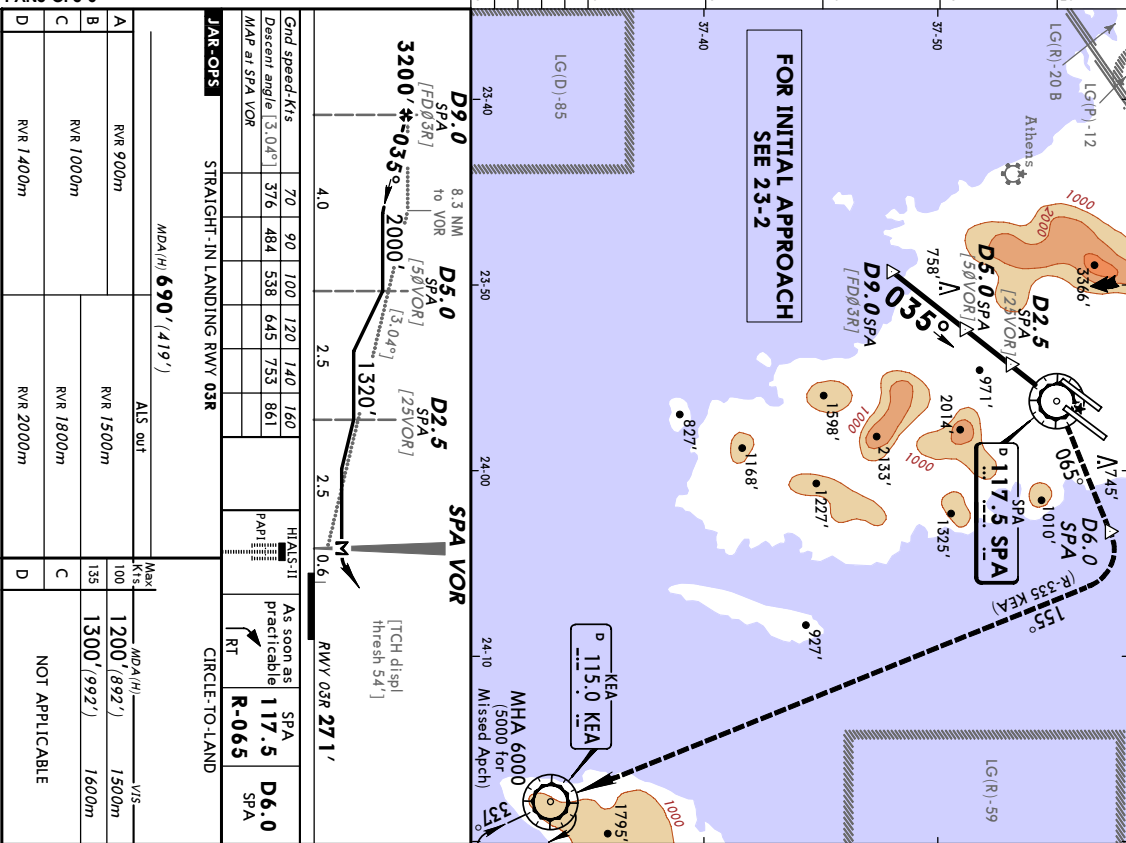 LG(R)-20 B
LG(P)-12
Athens
1000
2000
3366'
745'
D6.0
SPA
(R-335 KEA)
155°
065°
1010'
SPA
D 117.5 SPA
D2.5
SPA
[25VOR]
D5.0
SPA
[5ØVOR]
758'
971'
035°
D9.0 SPA
[FDØ3R]
2014'
1000
1325'
37-50
LG(R)-59
2133'
1000
1598'
1227'
927'
1168'
827'
37-40
FOR INITIAL APPROACH
SEE 23-2
LG(D)-85
1000
1795'
KEA
D 115.0 KEA
MHA 6000
(5000 for
Missed Apch)
337°
23-40
23-50
24-00
24-10
D9.0
SPA
[FDØ3R]
8.3 NM
to VOR
D5.0
SPA
[5ØVOR]
D2.5
SPA
[25VOR]
SPA VOR
3200'
035°
2000'
[3.04°]
1320'
M
[TCH displ
thresh 54']
4.0
2.5
2.5
0.6
RWY 03R 271'
Gnd speed-Kts 70 90 100 120 140 160
Descent angle [3.04°] 376 484 538 645 753 861
MAP at SPA VOR
HIALS-II
PAPI
As soon as
practicable
RT
SPA
117.5
R-065
D6.0
SPA
JAR-OPS
STRAIGHT-IN LANDING RWY 03R
CIRCLE-TO-LAND
MDA(H) 690'(419')
ALS out
Max
Kts
MDA(H)
VIS
A RVR 900m RVR 1500m 100 1200'(892') 1500m
B 135 1300'(992') 1600m
C RVR 1000m RVR 1800m C NOT APPLICABLE
D RVR 1400m RVR 2000m D